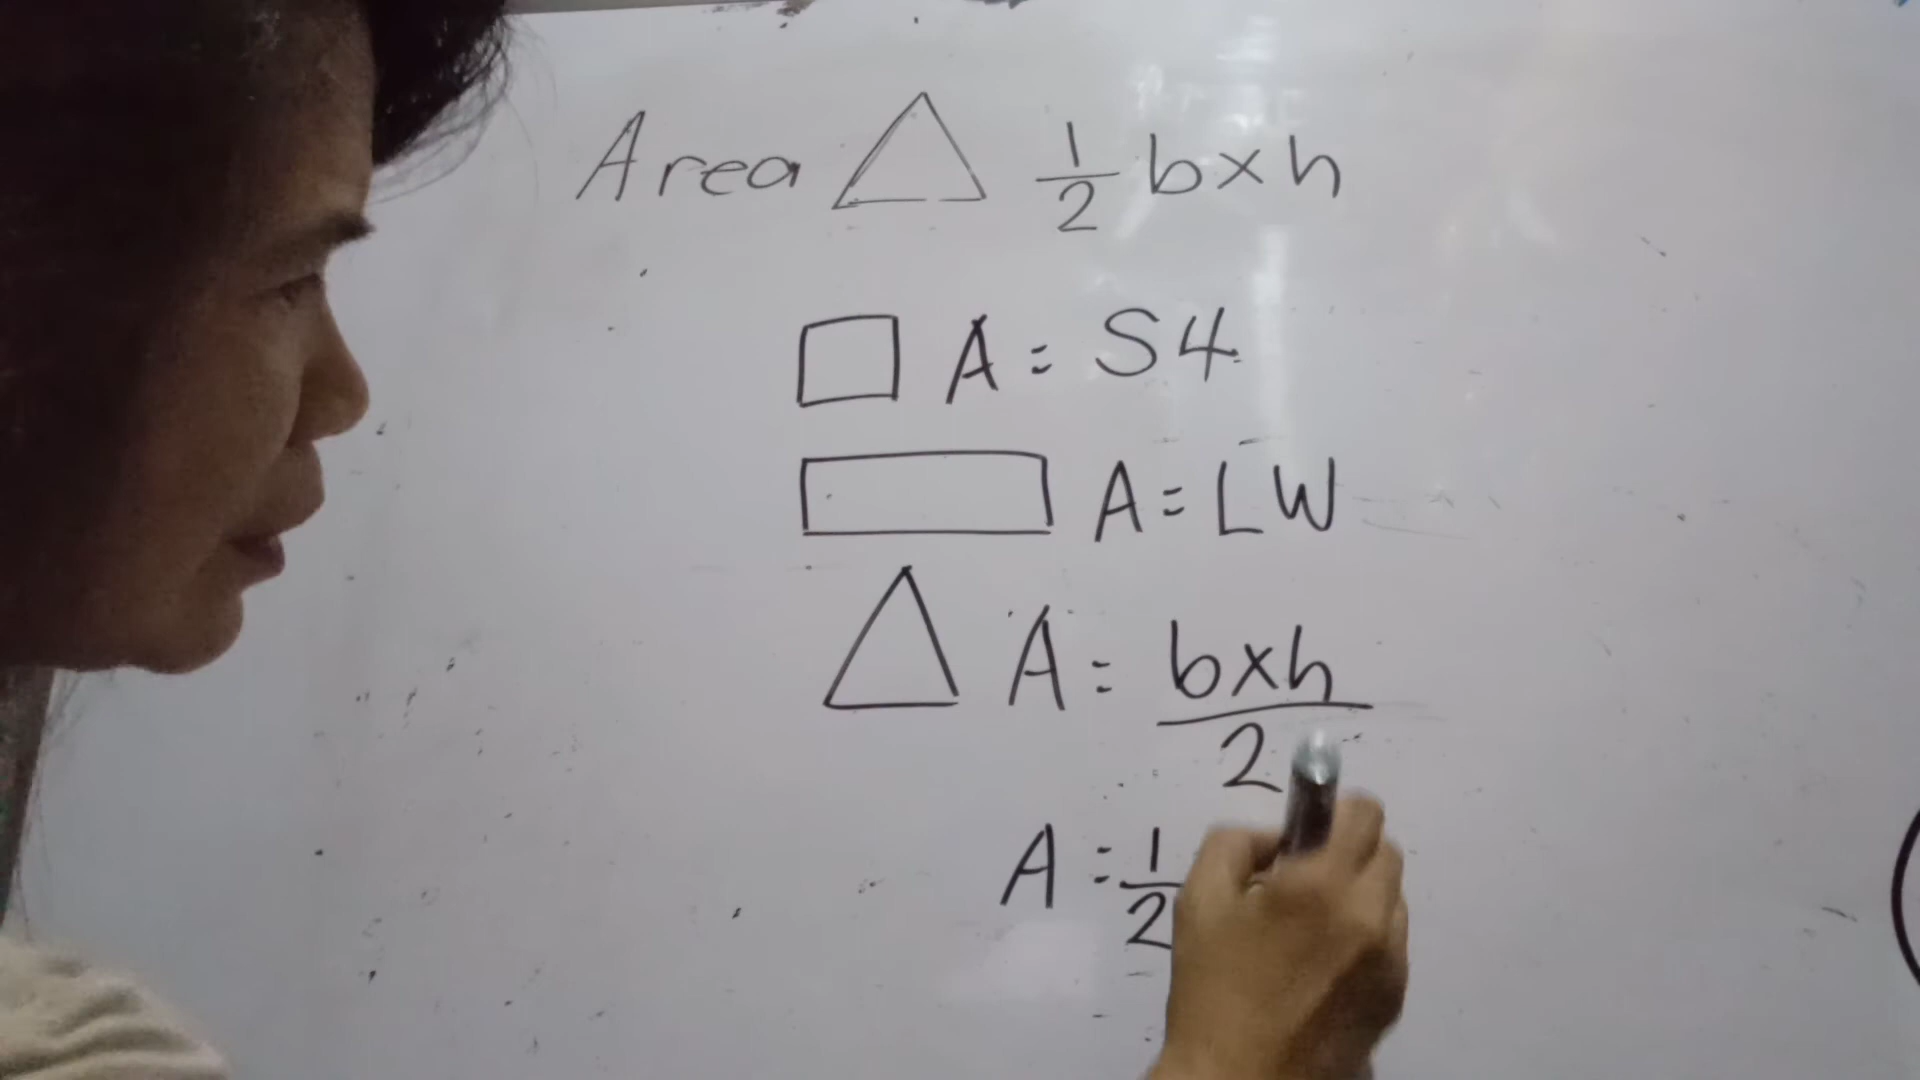 Area △ 1/2 b x h
A = S4
A = LW
A = b x h / 2
A = 1/2